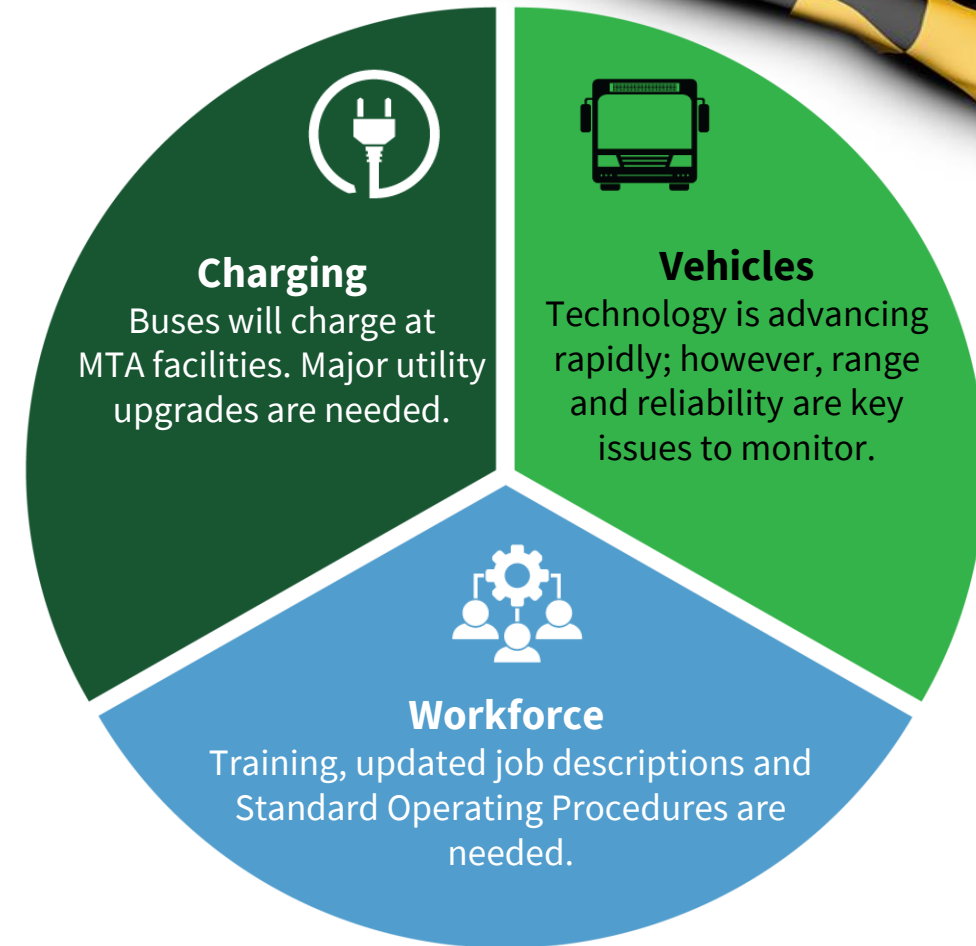 Charging
Buses will charge at
MTA facilities. Major utility
upgrades are needed.
Vehicles
Technology is advancing
rapidly; however, range
and reliability are key
issues to monitor.
Workforce
Training, updated job descriptions and
Standard Operating Procedures are
needed.